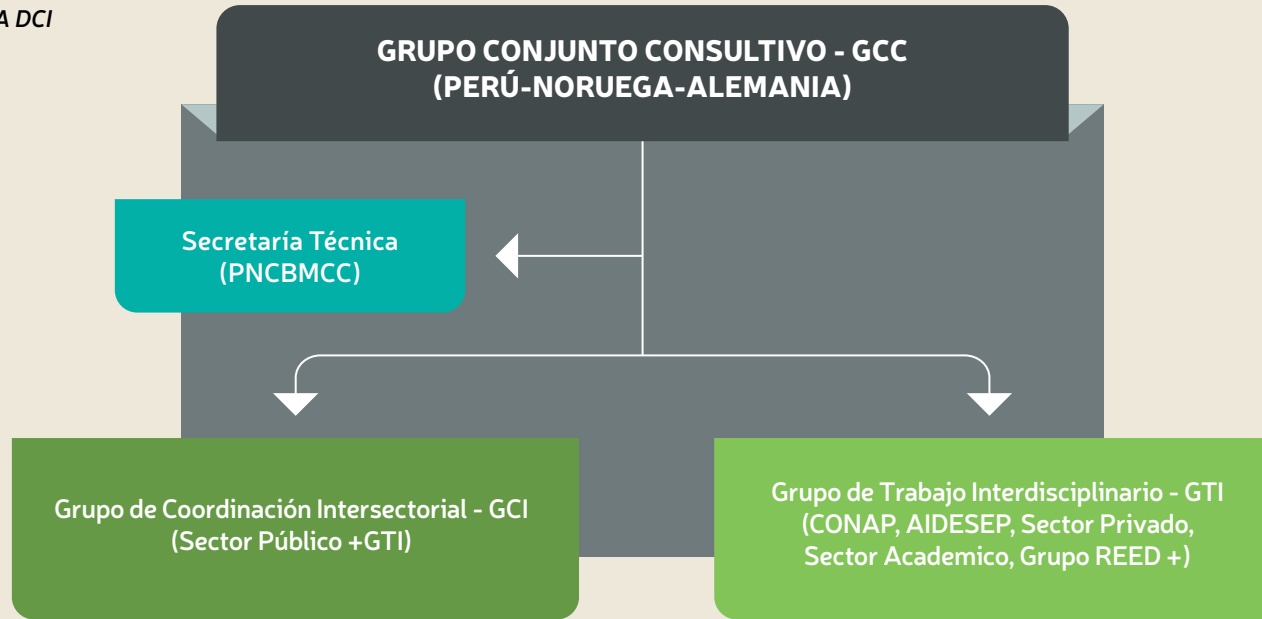 A DCI
GRUPO CONJUNTO CONSULTIVO - GCC
(PERÚ-NORUEGA-ALEMANIA)
Secretaría Técnica
(PNCBMCC)
Grupo de Coordinación Intersectorial - GCI
(Sector Público +GTI)
Grupo de Trabajo Interdisciplinario - GTI
(CONAP, AIDESEP, Sector Privado,
Sector Academico, Grupo REED +)